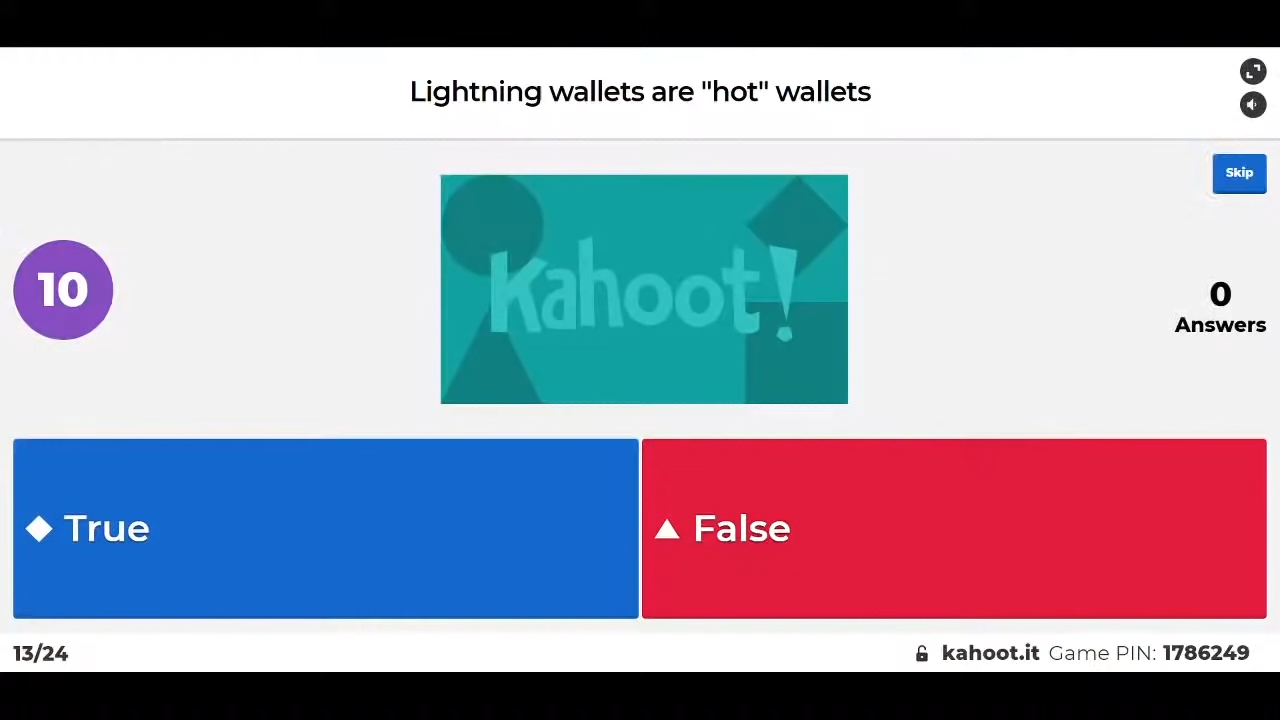 Lightning wallets are "hot" wallets
Skip
Kahoot!
10
0
Answers
True
False
13/24
kahoot.it Game PIN: 1786249